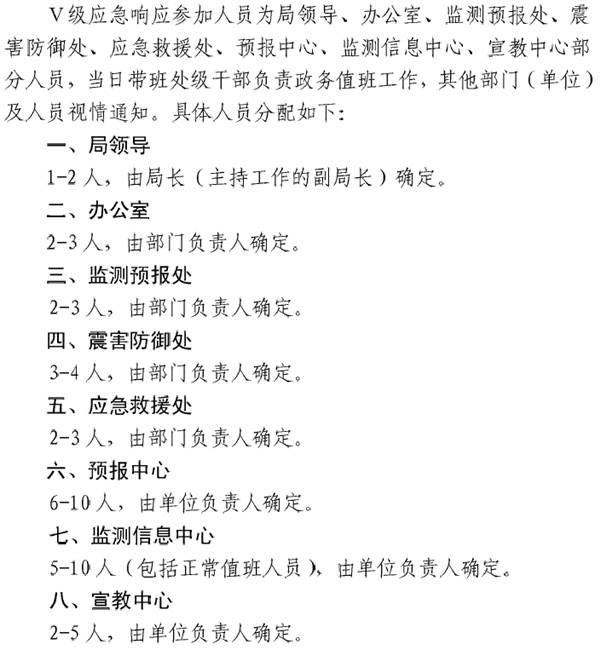 V级应急响应参加人员为局领导、办公室、监测预报处、震
害防御处、应急救援处、预报中心、监测信息中心、宣教中心部
分人员，当日带班处级干部负责政务值班工作，其他部门（单位）
及人员视情通知。具体人员分配如下：
一、局领导
1-2人，由局长（主持工作的副局长）确定。
二、办公室
2-3人，由部门负责人确定。
三、监测预报处
2-3人，由部门负责人确定。
四、震害防御处
3-4人，由部门负责人确定。
五、应急救援处
2-3人，由部门负责人确定。
六、预报中心
6-10人，由单位负责人确定。
七、监测信息中心
5-10人（包括正常值班人员），由单位负责人确定。
八、宣教中心
2-5人，由单位负责人确定。